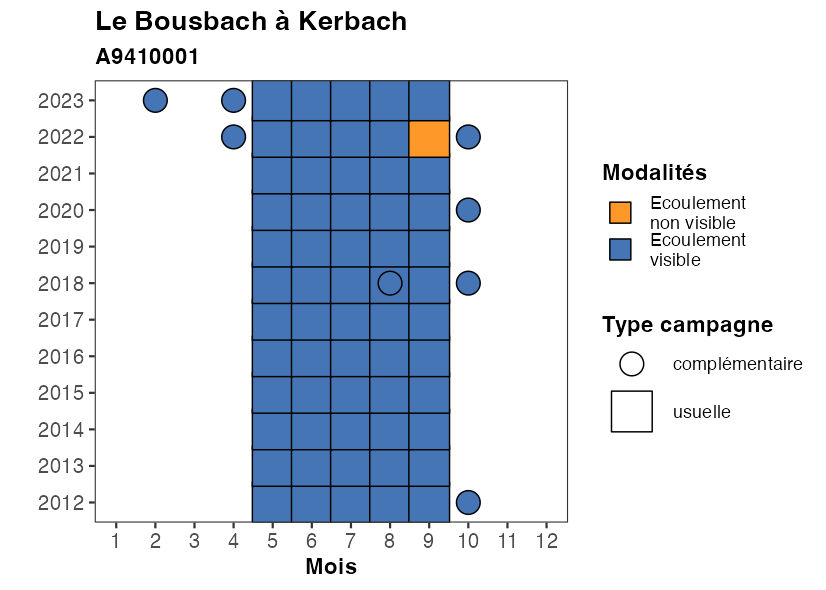 Le Bousbach à Kerbach
A9410001
2023
2022
2021
2020
2019
2018
2017
2016
2015
2014
2013
2012
1 2 3 4 5 6 7 8 9 10 11 12
Mois
Modalités
Ecoulement
non visible
Ecoulement
visible
Type campagne
complémentaire
usuelle